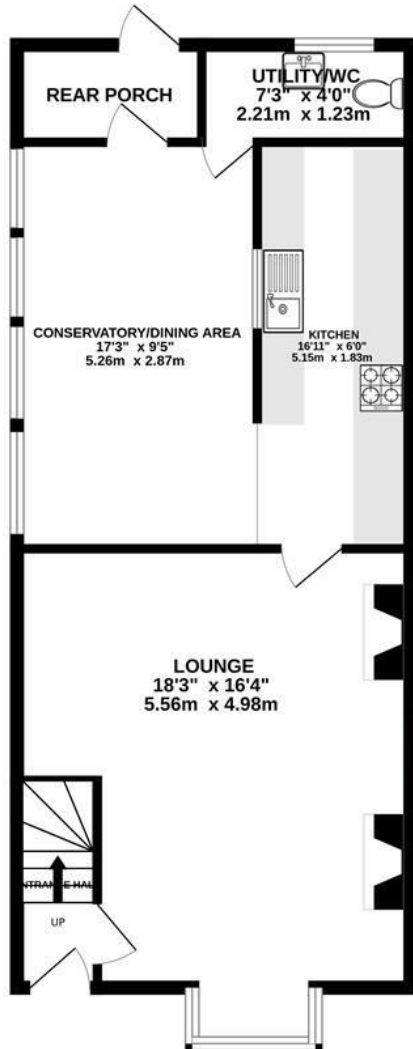 REAR PORCH
UTILITY/WC
7'3" x 4'0"
2.21m x 1.23m
CONSERVATORY/DINING AREA
17'3" x 9'5"
5.26m x 2.87m
KITCHEN
16'11" x 6'0"
5.15m x 1.83m
LOUNGE
18'3" x 16'4"
5.56m x 4.98m
ENTRANCE HALL
UP